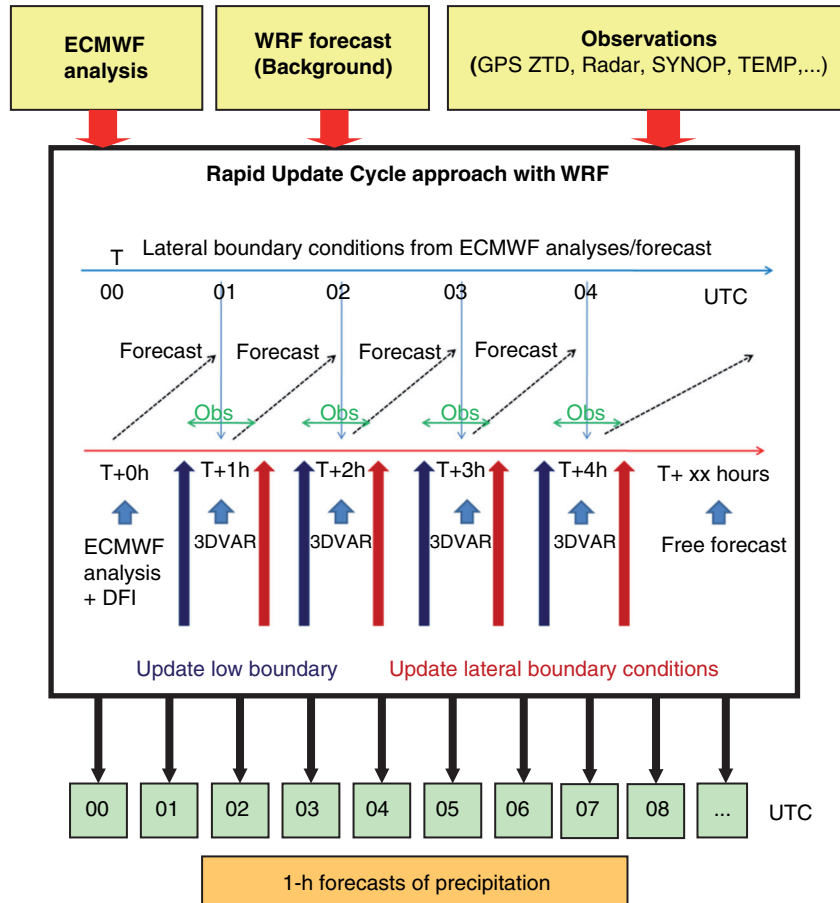 ECMWF
analysis
WRF forecast
(Background)
Observations
(GPS ZTD, Radar, SYNOP, TEMP,...)
Rapid Update Cycle approach with WRF
T
Lateral boundary conditions from ECMWF analyses/forecast
00 01 02 03 04 UTC
Forecast Forecast Forecast Forecast
Obs Obs Obs Obs
T+0h T+1h T+2h T+3h T+4h T+ xx hours
3DVAR 3DVAR 3DVAR 3DVAR Free forecast
ECMWF
analysis
+ DFI
Update low boundary Update lateral boundary conditions
00 01 02 03 04 05 06 07 08 ... UTC
1-h forecasts of precipitation